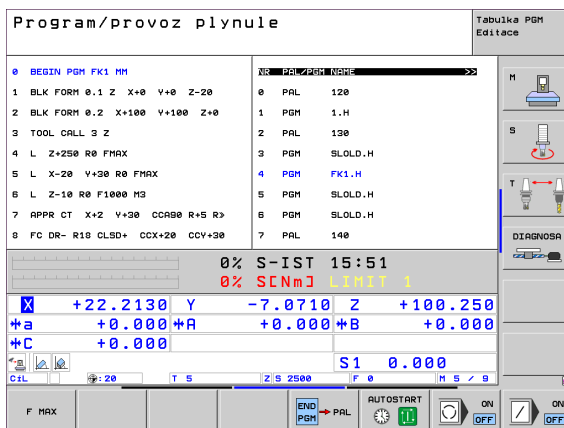 Program/provoz plynule
Tabulka PGM
Editace
0 BEGIN PGM FK1 MM
1 BLK FORM 0.1 Z X+0 Y+0 Z-20
2 BLK FORM 0.2 X+100 Y+100 Z+0
3 TOOL CALL 3 Z
4 L Z+250 R0 FMAX
5 L X-20 Y+30 R0 FMAX
6 L Z-10 R0 F1000 M3
7 APPR CT X+2 Y+30 CCA90 R+5 R»
8 FC DR- R18 CLSD+ CCX+20 CCY+30
NR PAL/PGM NAME >>
0 PAL 120
1 PGM 1.H
2 PAL 130
3 PGM SLOLD.H
4 PGM FK1.H
5 PGM SLOLD.H
6 PGM SLOLD.H
7 PAL 140
M
S
T
DIAGNOSA
0% S-IST 15:51
0% S[Nm] LIMIT 1
X +22.2130 Y -7.0710 Z +100.250
*a +0.000 *A +0.000 *B +0.000
*C +0.000
S1 0.000
CíL : 20 T 5 Z S 2500 F 0 M 5 / 9
F MAX
END PGM → PAL
AUTOSTART
ON
OFF
ON
OFF